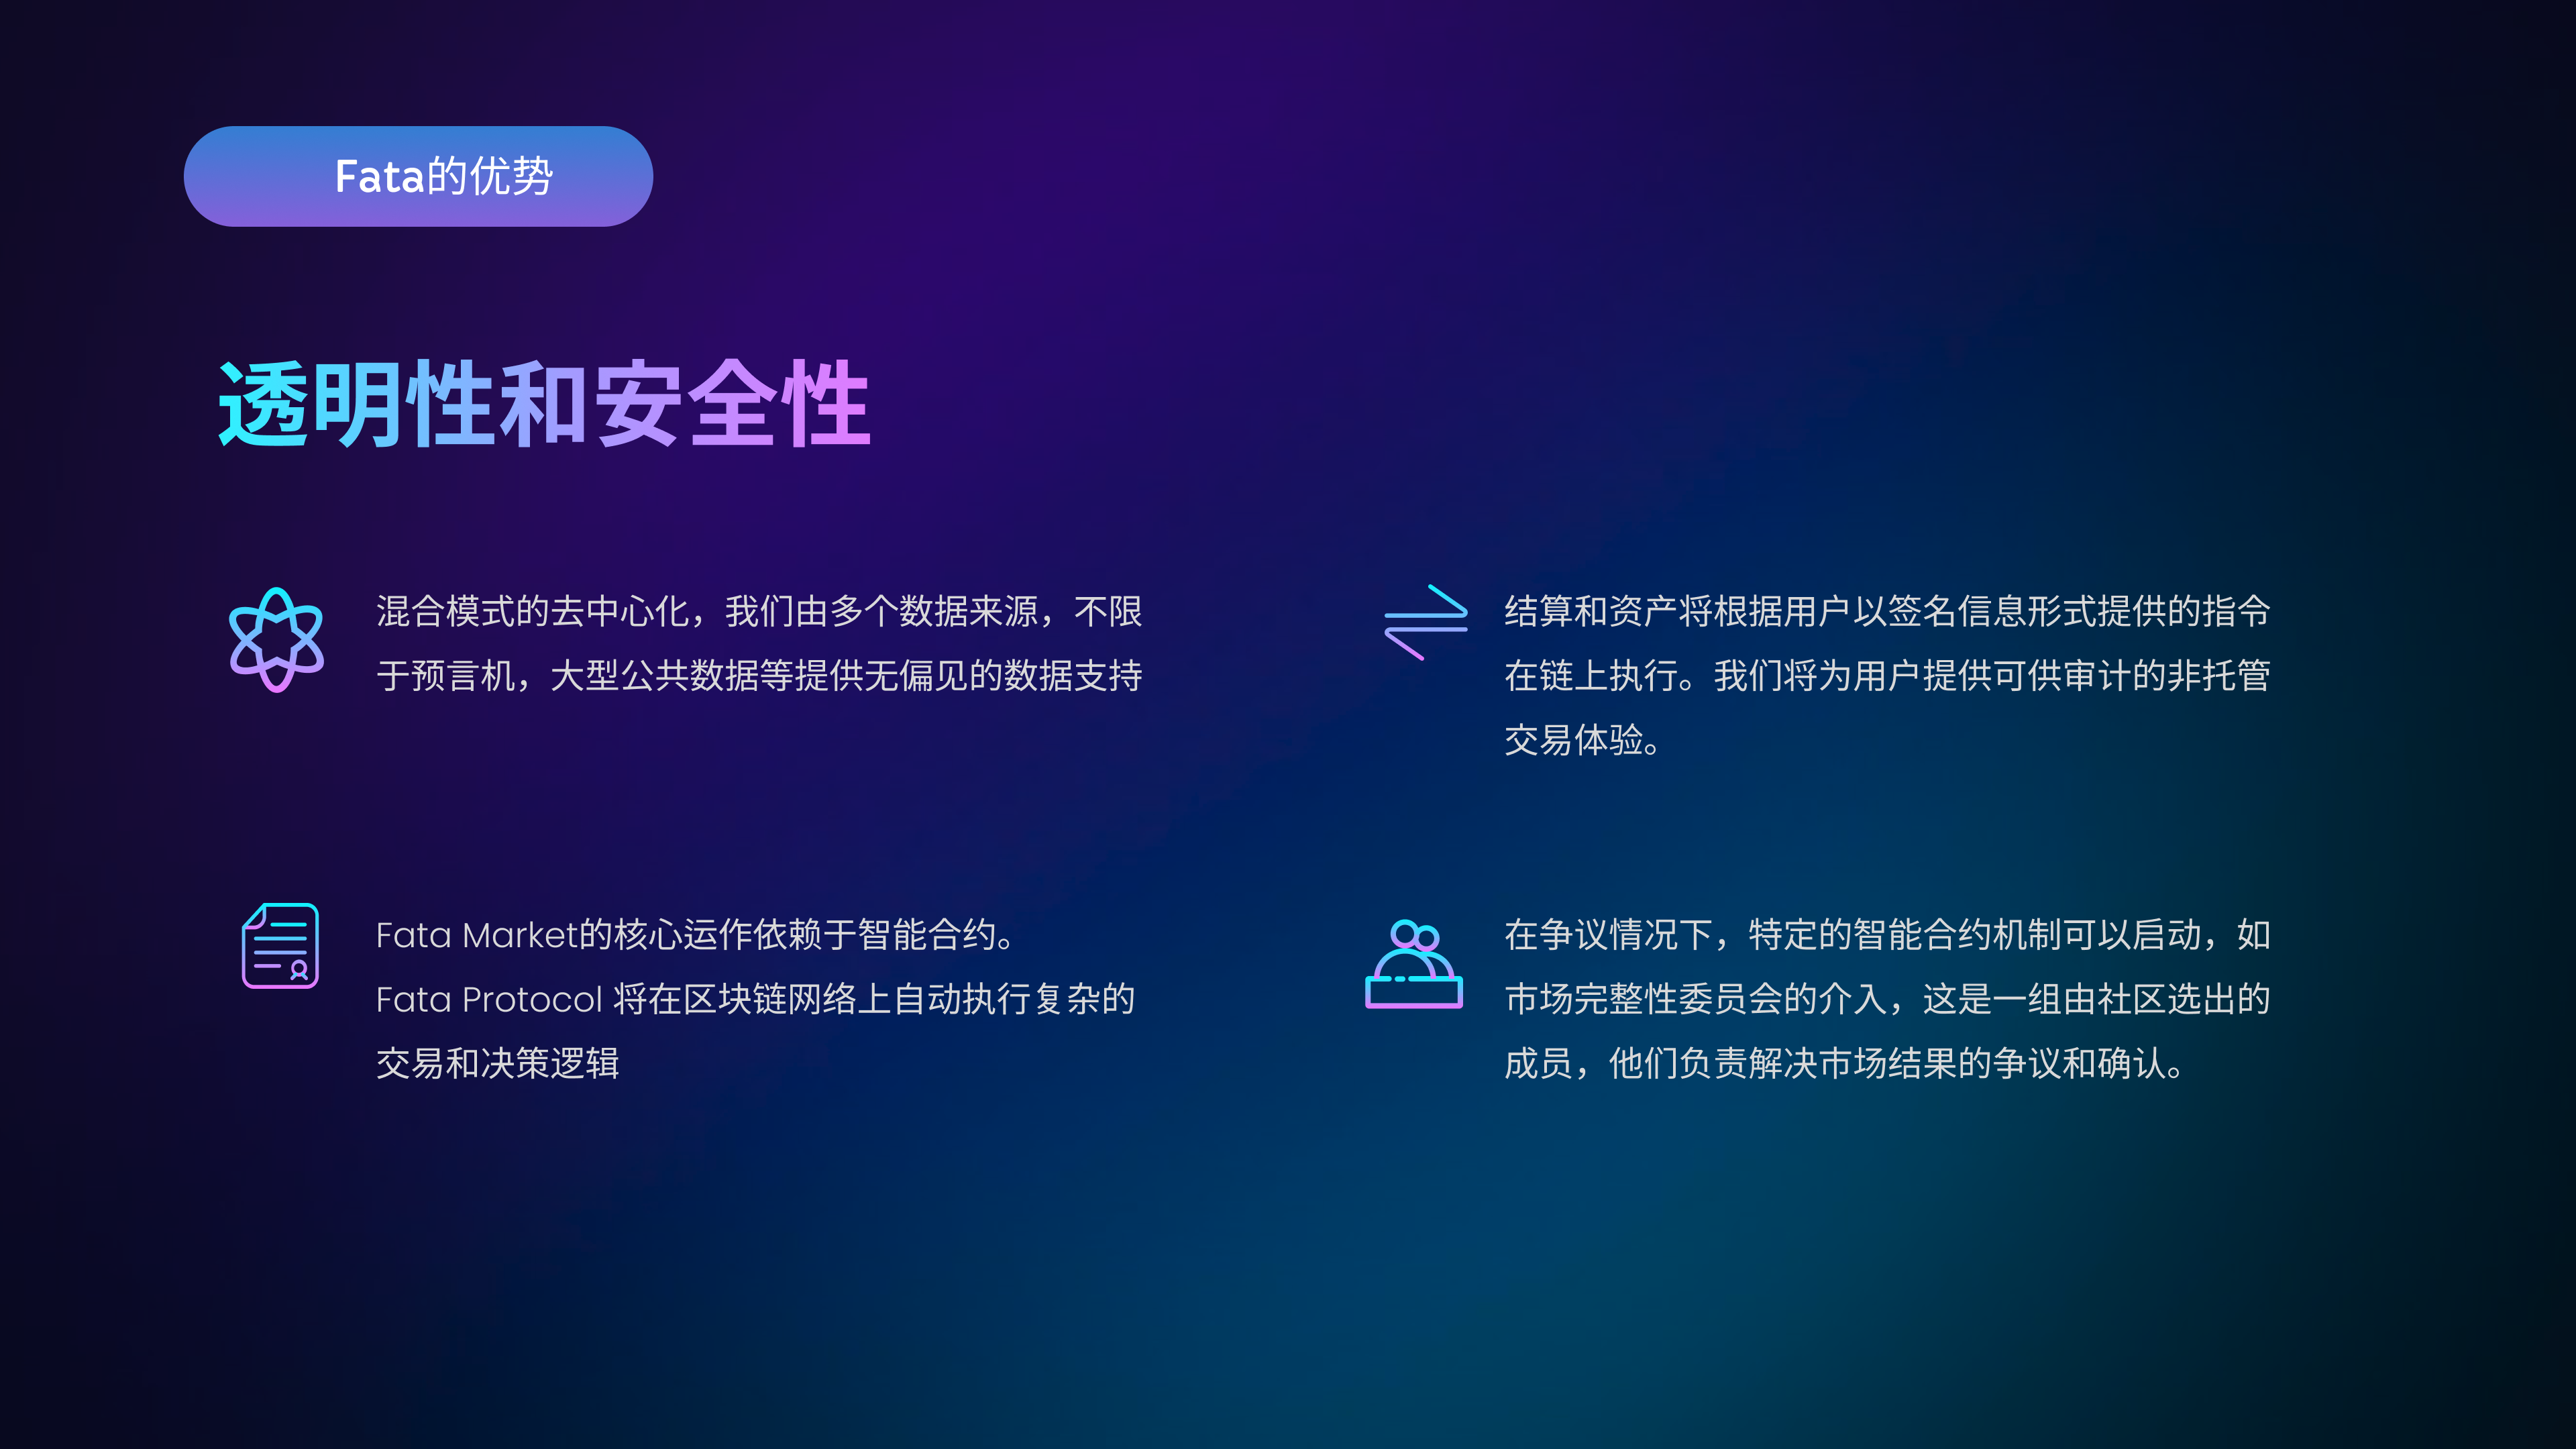 Fata的优势
透明性和安全性
混合模式的去中心化，我们由多个数据来源，不限
于预言机，大型公共数据等提供无偏见的数据支持
结算和资产将根据用户以签名信息形式提供的指令
在链上执行。我们将为用户提供可供审计的非托管
交易体验。
Fata Market的核心运作依赖于智能合约。
Fata Protocol 将在区块链网络上自动执行复杂的
交易和决策逻辑
在争议情况下，特定的智能合约机制可以启动，如
市场完整性委员会的介入，这是一组由社区选出的
成员，他们负责解决市场结果的争议和确认。